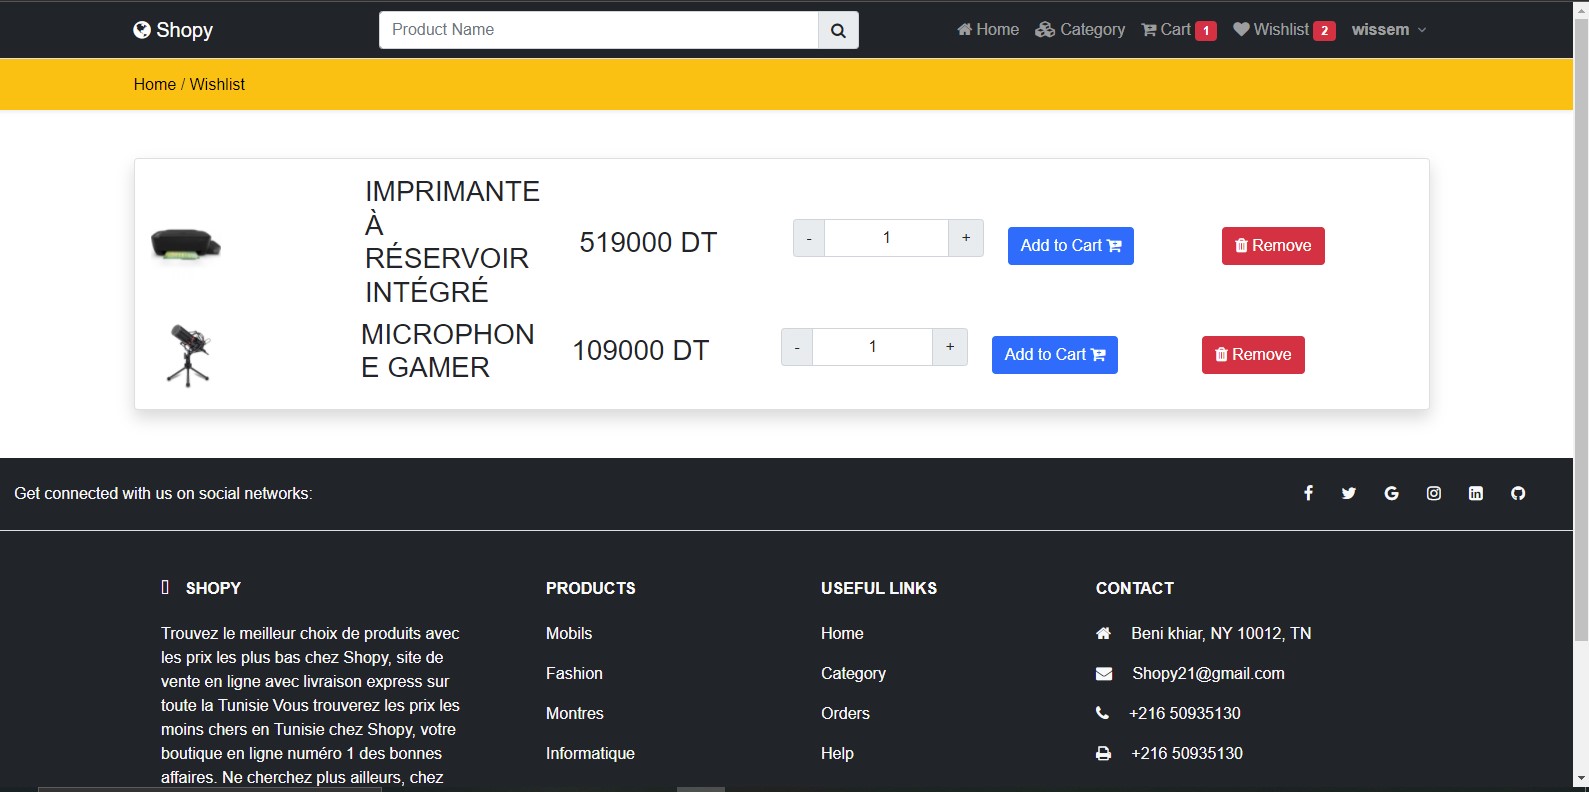 Shopy
Product Name
Home
Category
Cart 1
Wishlist 2
wissem
Home / Wishlist
IMPRIMANTE
À
RÉSERVOIR
INTÉGRÉ
519000 DT
- 1 +
Add to Cart
Remove
MICROPHON
E GAMER
109000 DT
- 1 +
Add to Cart
Remove
Get connected with us on social networks:
SHOPY
Trouvez le meilleur choix de produits avec
les prix les plus bas chez Shopy, site de
vente en ligne avec livraison express sur
toute la Tunisie Vous trouverez les prix les
moins chers en Tunisie chez Shopy, votre
boutique en ligne numéro 1 des bonnes
affaires. Ne cherchez plus ailleurs, chez
PRODUCTS
Mobils
Fashion
Montres
Informatique
USEFUL LINKS
Home
Category
Orders
Help
CONTACT
Beni khiar, NY 10012, TN
Shopy21@gmail.com
+216 50935130
+216 50935130